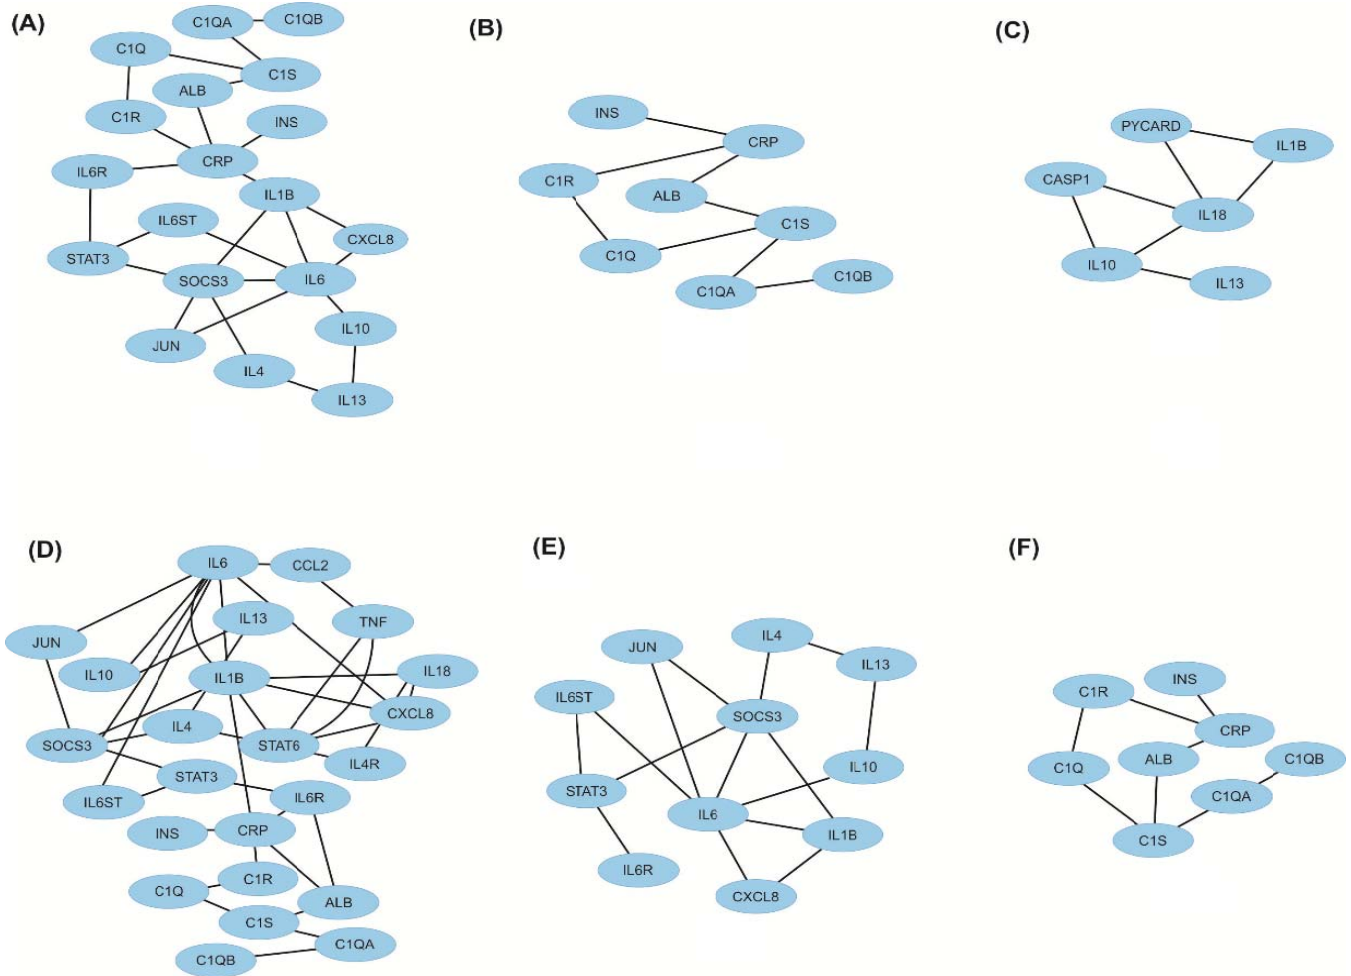 (A)
C1QA
C1QB
C1Q
C1S
ALB
C1R
INS
CRP
IL6R
IL1B
IL6ST
CXCL8
STAT3
SOCS3
IL6
IL10
JUN
IL4
IL13
(B)
INS
CRP
C1R
ALB
C1S
C1Q
C1QA
C1QB
(C)
PYCARD
IL1B
CASP1
IL18
IL10
IL13
(D)
IL6
CCL2
IL13
TNF
JUN
IL10
IL1B
IL18
CXCL8
IL4
SOCS3
STAT6
IL4R
STAT3
IL6ST
IL6R
INS
CRP
C1R
C1Q
ALB
C1S
C1QA
C1QB
(E)
JUN
IL4
IL13
IL6ST
SOCS3
IL10
STAT3
IL6
IL1B
IL6R
CXCL8
(F)
INS
C1R
CRP
ALB
C1QB
C1Q
C1QA
C1S